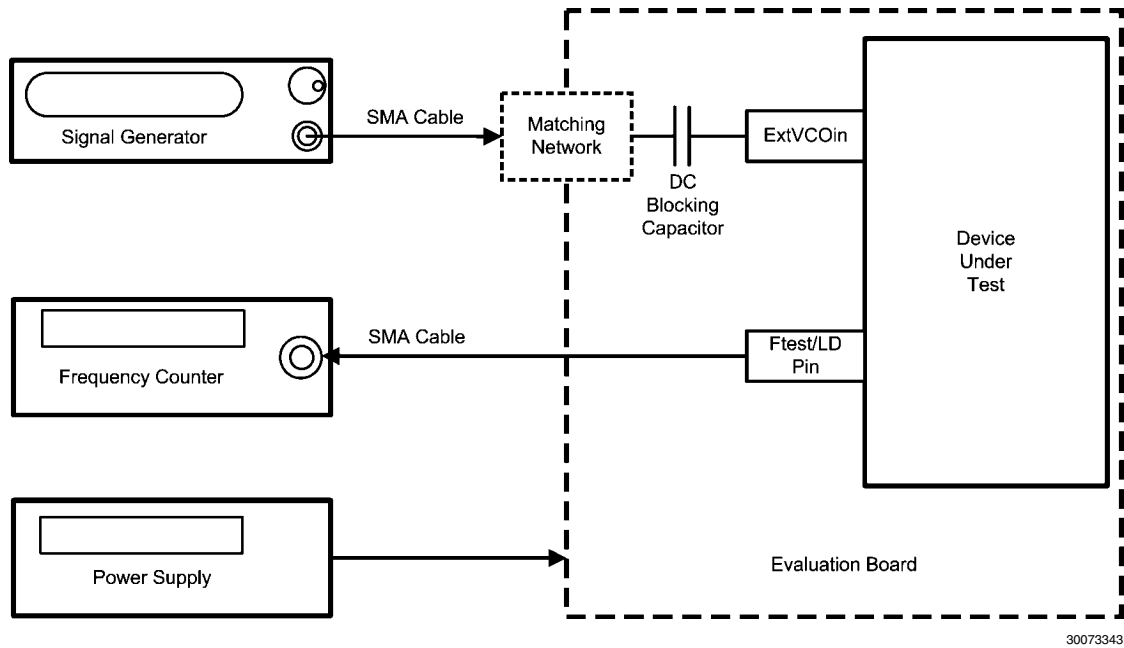 Signal Generator
SMA Cable
Matching
Network
DC
Blocking
Capacitor
ExtVCOin
Device
Under
Test
Frequency Counter
SMA Cable
Ftest/LD
Pin
Power Supply
Evaluation Board
30073343